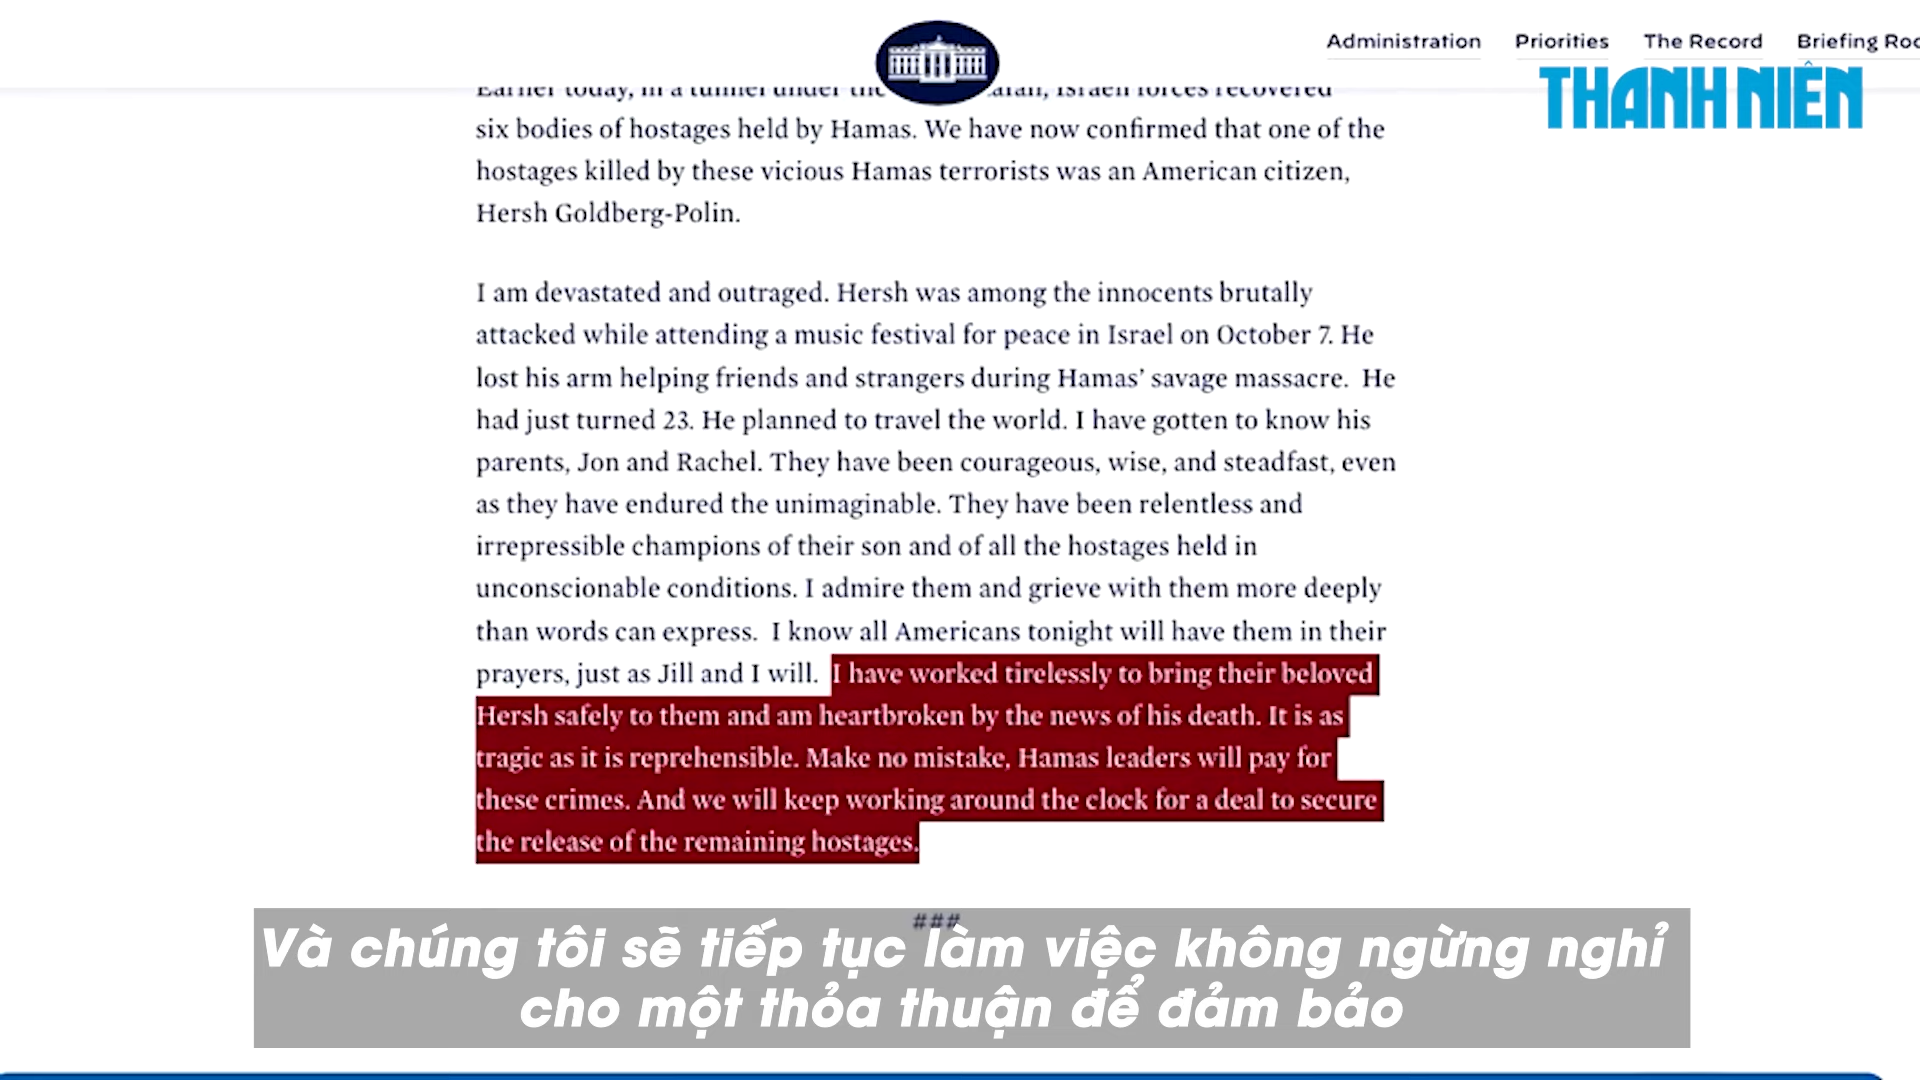 Administration Priorities The Record Briefing
THANH NIÊN
Earlier today, in a tunnel under the Israeli forces recovered
six bodies of hostages held by Hamas. We have now confirmed that one of the
hostages killed by these vicious Hamas terrorists was an American citizen,
Hersh Goldberg-Polin.
I am devastated and outraged. Hersh was among the innocents brutally
attacked while attending a music festival for peace in Israel on October 7. He
lost his arm helping friends and strangers during Hamas’ savage massacre.  He
had just turned 23. He planned to travel the world. I have gotten to know his
parents, Jon and Rachel. They have been courageous, wise, and steadfast, even
as they have endured the unimaginable. They have been relentless and
irrepressible champions of their son and of all the hostages held in
unconscionable conditions. I admire them and grieve with them more deeply
than words can express.  I know all Americans tonight will have them in their
prayers, just as Jill and I will.  I have worked tirelessly to bring their beloved
Hersh safely to them and am heartbroken by the news of his death. It is as
tragic as it is reprehensible. Make no mistake, Hamas leaders will pay for
these crimes. And we will keep working around the clock for a deal to secure
the release of the remaining hostages.
###
Và chúng tôi sẽ tiếp tục làm việc không ngừng nghỉ
cho một thỏa thuận để đảm bảo